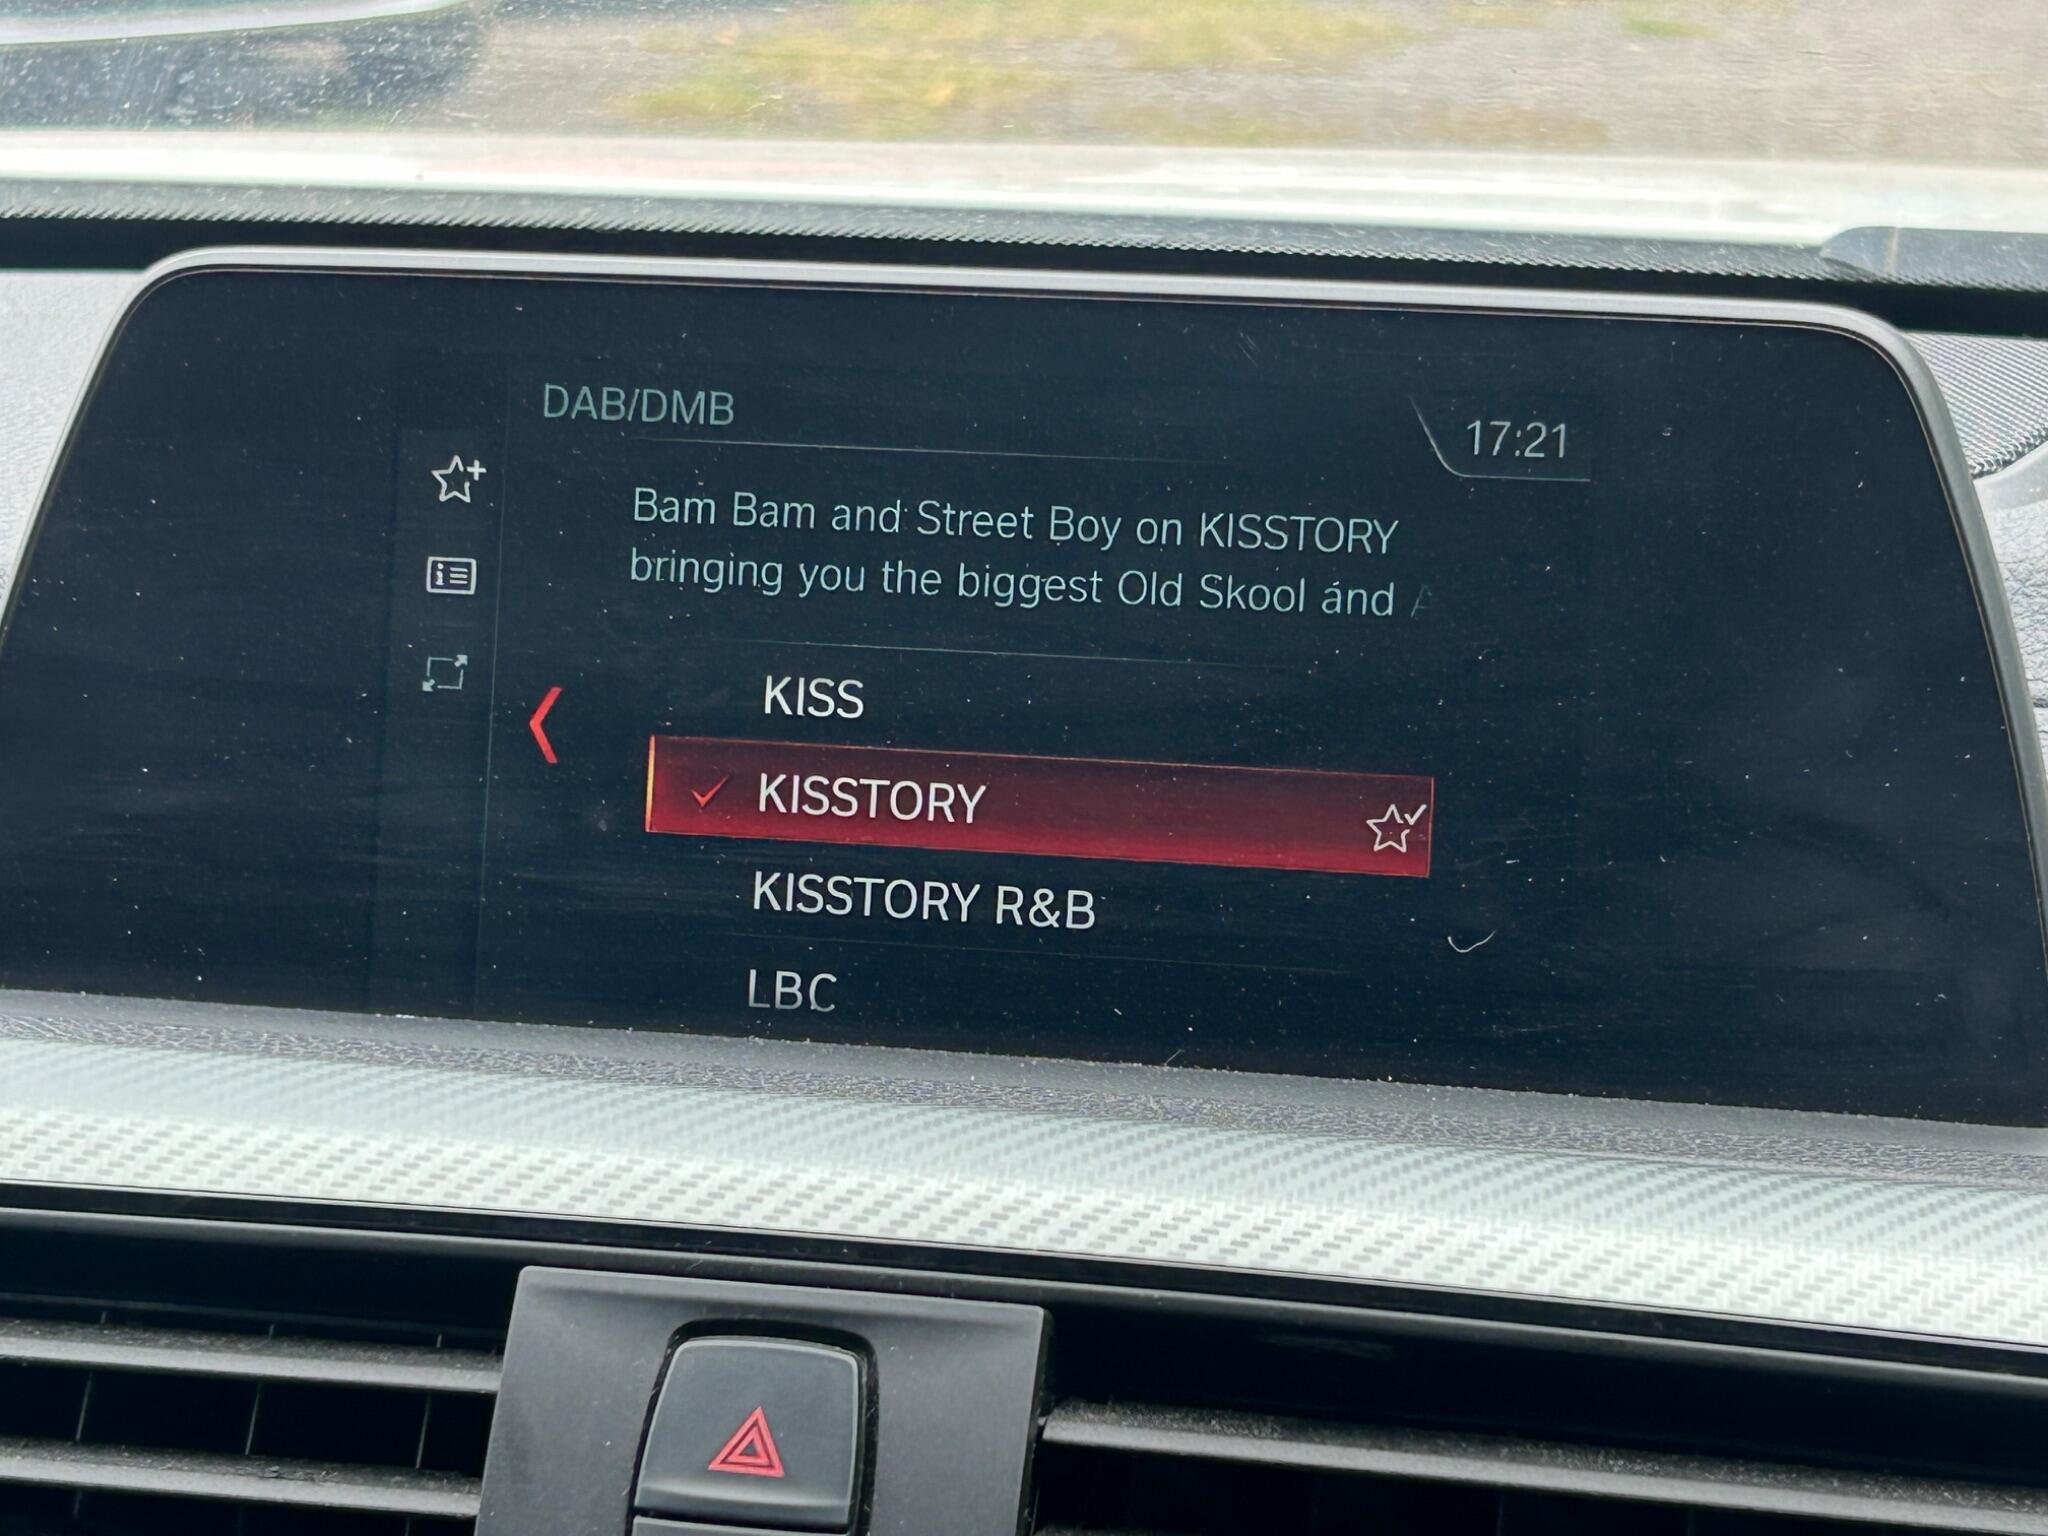 DAB/DMB
17:21
Bam Bam and Street Boy on KISSTORY
bringing you the biggest Old Skool and
KISS
KISSTORY
KISSTORY R&B
LBC